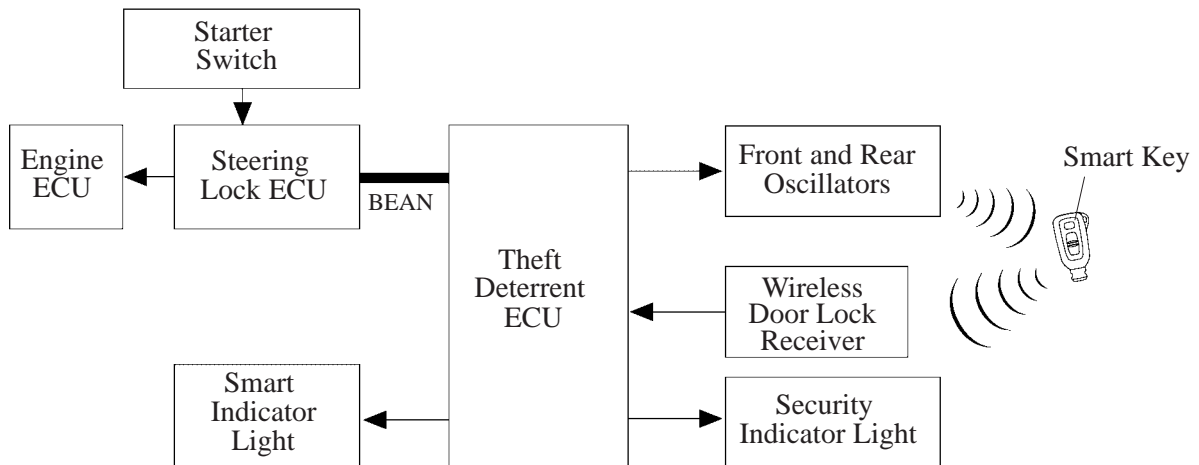 Starter
Switch
Engine
ECU
Steering
Lock ECU
BEAN
Theft
Deterrent
ECU
Front and Rear
Oscillators
Smart Key
Wireless
Door Lock
Receiver
Smart
Indicator
Light
Security
Indicator Light